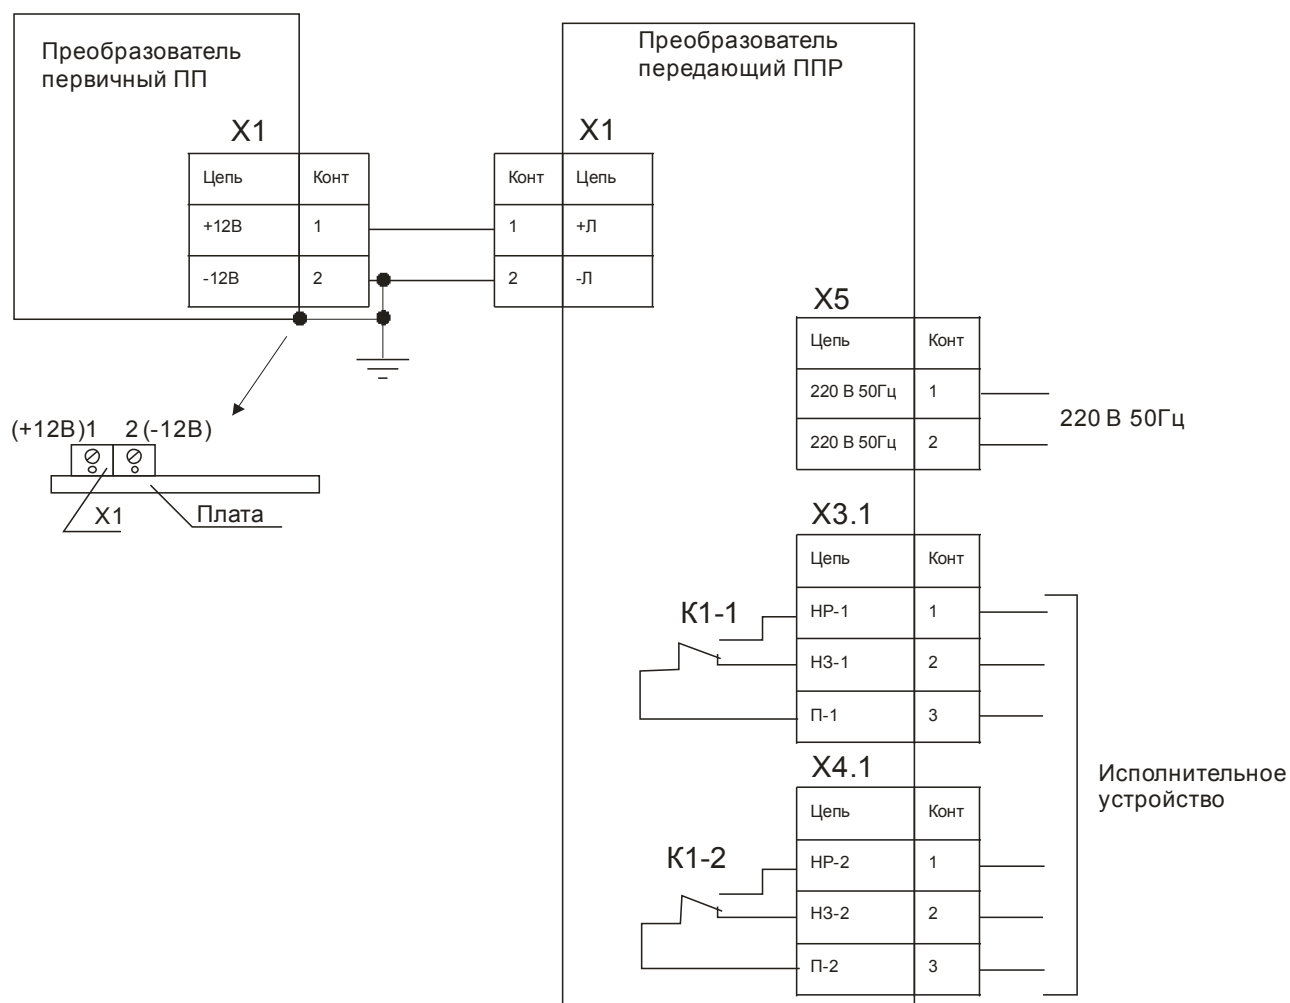 Преобразователь
первичный ПП
Преобразователь
передающий ППР
X1
Цепь Конт
+12В 1
-12В 2
X1
Конт Цепь
1 +Л
2 -Л
(+12В)1 2(-12В)
X1
Плата
X5
Цепь Конт
220 В 50Гц 1
220 В 50Гц 2
220 В 50Гц
X3.1
Цепь Конт
К1-1
НР-1 1
НЗ-1 2
П-1 3
X4.1
Цепь Конт
К1-2
НР-2 1
НЗ-2 2
П-2 3
Исполнительное
устройство